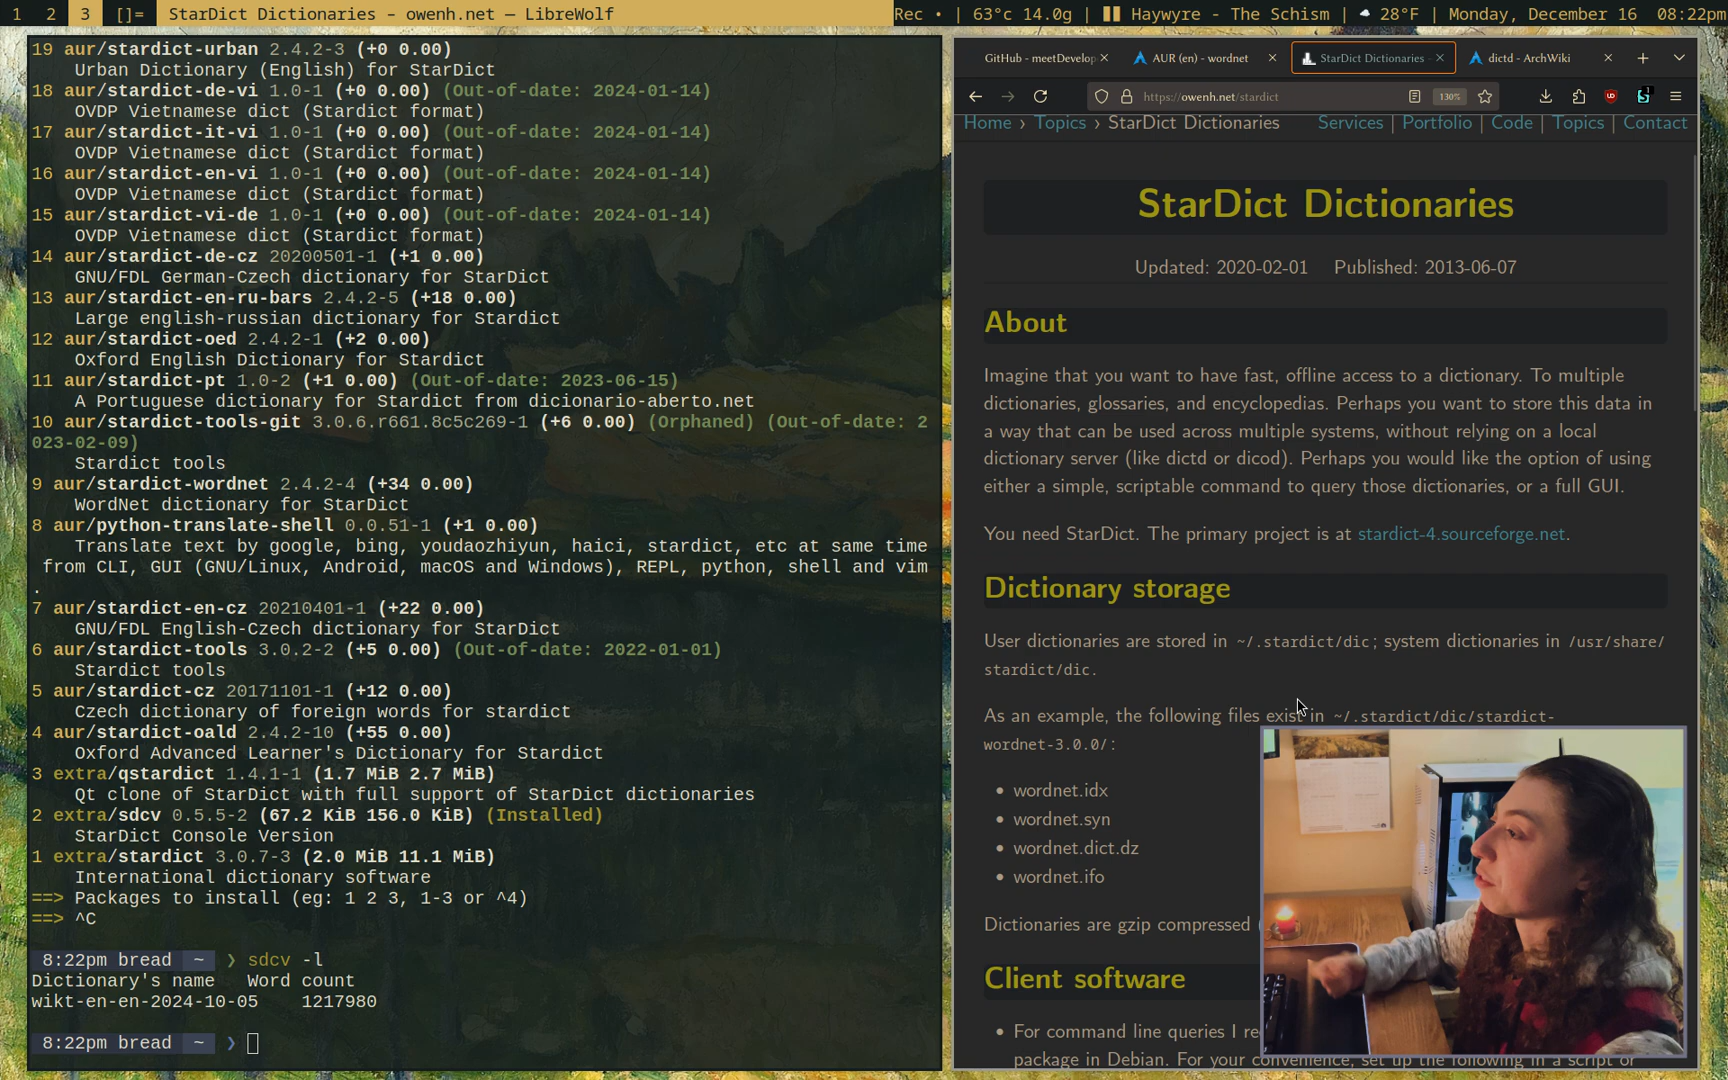 1 2 3 []= StarDict Dictionaries – owenh.net — LibreWolf
Rec • | 63°c 14.0g | Haywyre - The Schism | 28°F | Monday, December 16 08:22pm
19 aur/stardict-urban 2.4.2-3 (+0 0.00)
Urban Dictionary (English) for StarDict
18 aur/stardict-de-vi 1.0-1 (+0 0.00) (Out-of-date: 2024-01-14)
OVDP Vietnamese dict (Stardict format)
17 aur/stardict-it-vi 1.0-1 (+0 0.00) (Out-of-date: 2024-01-14)
OVDP Vietnamese dict (Stardict format)
16 aur/stardict-en-vi 1.0-1 (+0 0.00) (Out-of-date: 2024-01-14)
OVDP Vietnamese dict (Stardict format)
15 aur/stardict-vi-de 1.0-1 (+0 0.00) (Out-of-date: 2024-01-14)
OVDP Vietnamese dict (Stardict format)
14 aur/stardict-de-cz 20200501-1 (+1 0.00)
GNU/FDL German-Czech dictionary for StarDict
13 aur/stardict-en-ru-bars 2.4.2-5 (+18 0.00)
Large english-russian dictionary for Stardict
12 aur/stardict-oed 2.4.2-1 (+2 0.00)
Oxford English Dictionary for Stardict
11 aur/stardict-pt 1.0-2 (+1 0.00) (Out-of-date: 2023-06-15)
A Portuguese dictionary for Stardict from dicionario-aberto.net
10 aur/stardict-tools-git 3.0.6.r661.8c5c269-1 (+6 0.00) (Orphaned) (Out-of-date: 2
023-02-09)
Stardict tools
9 aur/stardict-wordnet 2.4.2-4 (+34 0.00)
WordNet dictionary for StarDict
8 aur/python-translate-shell 0.0.51-1 (+1 0.00)
Translate text by google, bing, youdaozhiyun, haici, stardict, etc at same time
from CLI, GUI (GNU/Linux, Android, macOS and Windows), REPL, python, shell and vim
.
7 aur/stardict-en-cz 20210401-1 (+22 0.00)
GNU/FDL English-Czech dictionary for StarDict
6 aur/stardict-tools 3.0.2-2 (+5 0.00) (Out-of-date: 2022-01-01)
Stardict tools
5 aur/stardict-cz 20171101-1 (+12 0.00)
Czech dictionary of foreign words for stardict
4 aur/stardict-oald 2.4.2-10 (+55 0.00)
Oxford Advanced Learner's Dictionary for Stardict
3 extra/qstardict 1.4.1-1 (1.7 MiB 2.7 MiB)
Qt clone of StarDict with full support of StarDict dictionaries
2 extra/sdcv 0.5.5-2 (67.2 KiB 156.0 KiB) (Installed)
StarDict Console Version
1 extra/stardict 3.0.7-3 (2.0 MiB 11.1 MiB)
International dictionary software
==> Packages to install (eg: 1 2 3, 1-3 or ^4)
==> ^C
8:22pm bread ~ ❯ sdcv -l
Dictionary's name Word count
wikt-en-en-2024-10-05 1217980
8:22pm bread ~ ❯
GitHub - meetDevelop AUR (en) - wordnet StarDict Dictionaries - dictd - ArchWiki
https://owenh.net/stardict 130%
Home › Topics › StarDict Dictionaries Services | Portfolio | Code | Topics | Contact
StarDict Dictionaries
Updated: 2020-02-01 Published: 2013-06-07
About
Imagine that you want to have fast, offline access to a dictionary. To multiple
dictionaries, glossaries, and encyclopedias. Perhaps you want to store this data in
a way that can be used across multiple systems, without relying on a local
dictionary server (like dictd or dicod). Perhaps you would like the option of using
either a simple, scriptable command to query those dictionaries, or a full GUI.
You need StarDict. The primary project is at stardict-4.sourceforge.net.
Dictionary storage
User dictionaries are stored in ~/.stardict/dic; system dictionaries in /usr/share/
stardict/dic.
As an example, the following files exist in ~/.stardict/dic/stardict-
wordnet-3.0.0/:
• wordnet.idx
• wordnet.syn
• wordnet.dict.dz
• wordnet.ifo
Dictionaries are gzip compressed
Client software
• For command line queries I re
package in Debian. For your convenience, set up the following in a script or